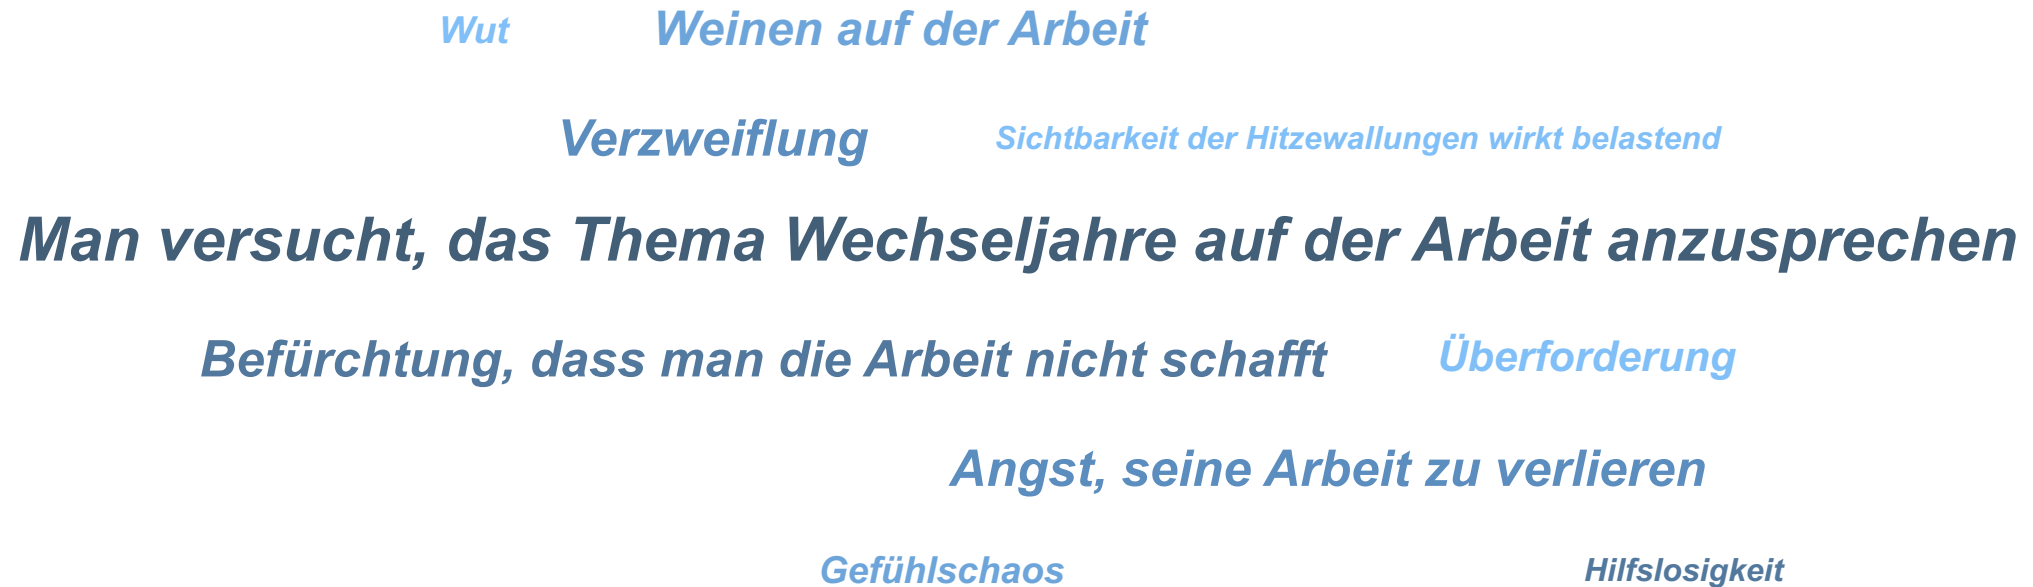 Wut Weinen auf der Arbeit
Verzweiflung Sichtbarkeit der Hitzewallungen wirkt belastend
Man versucht, das Thema Wechseljahre auf der Arbeit anzusprechen
Befürchtung, dass man die Arbeit nicht schafft Überforderung
Angst, seine Arbeit zu verlieren
Gefühlschaos Hilfslosigkeit